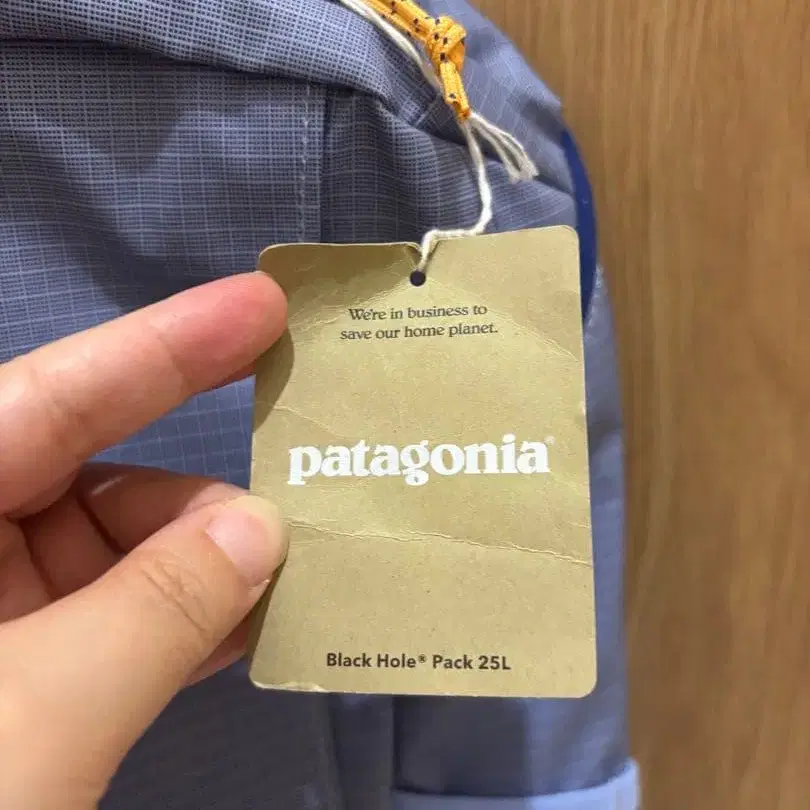 We're in business to
save our home planet.
patagonia®
Black Hole® Pack 25L